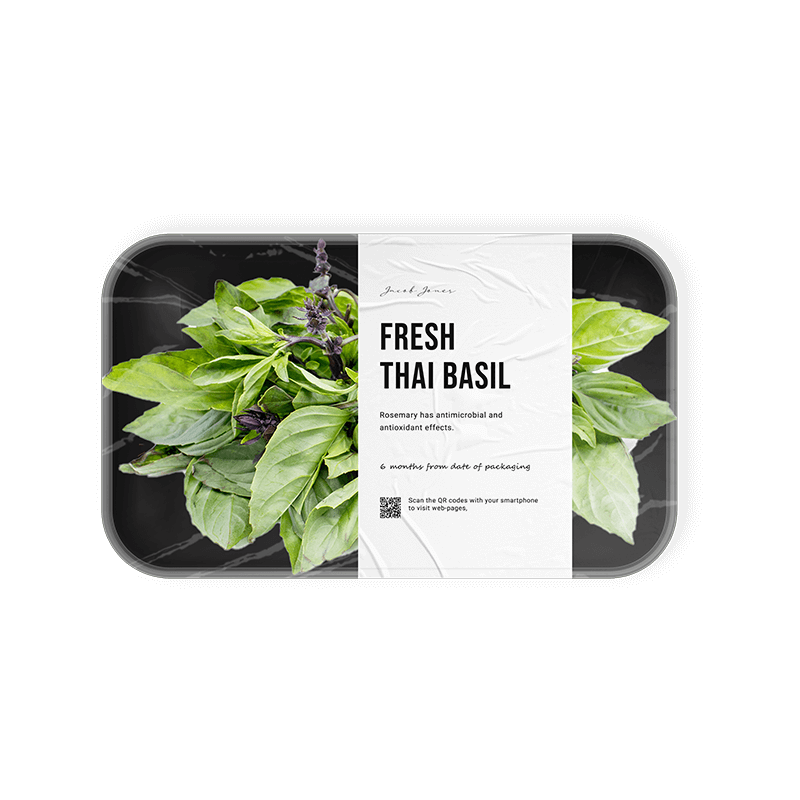 Jacob Jones
FRESH
THAI BASIL
Rosemary has antimicrobial and
antioxidant effects.
6 months from date of packaging
Scan the QR codes with your smartphone
to visit web-pages,